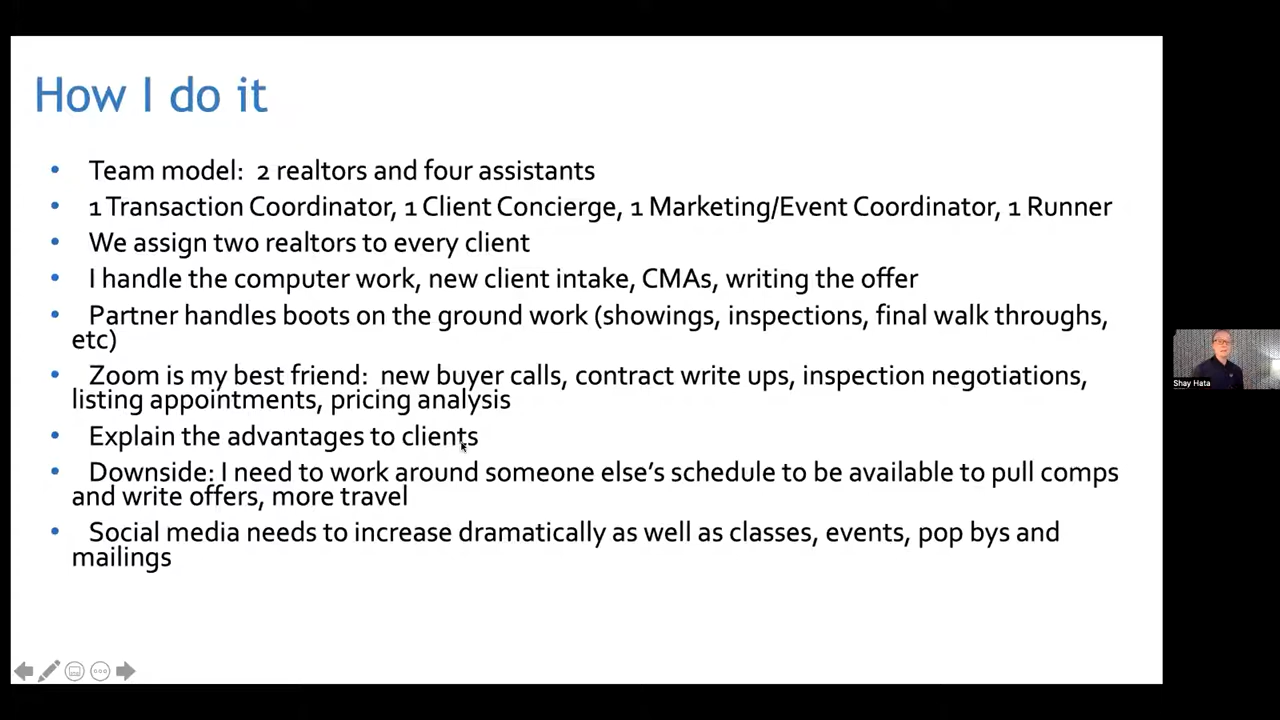 How I do it
• Team model: 2 realtors and four assistants
• 1 Transaction Coordinator, 1 Client Concierge, 1 Marketing/Event Coordinator, 1 Runner
• We assign two realtors to every client
• I handle the computer work, new client intake, CMAs, writing the offer
• Partner handles boots on the ground work (showings, inspections, final walk throughs,
etc)
• Zoom is my best friend: new buyer calls, contract write ups, inspection negotiations,
listing appointments, pricing analysis
• Explain the advantages to clients
• Downside: I need to work around someone else’s schedule to be available to pull comps
and write offers, more travel
• Social media needs to increase dramatically as well as classes, events, pop bys and
mailings
Shay Hata